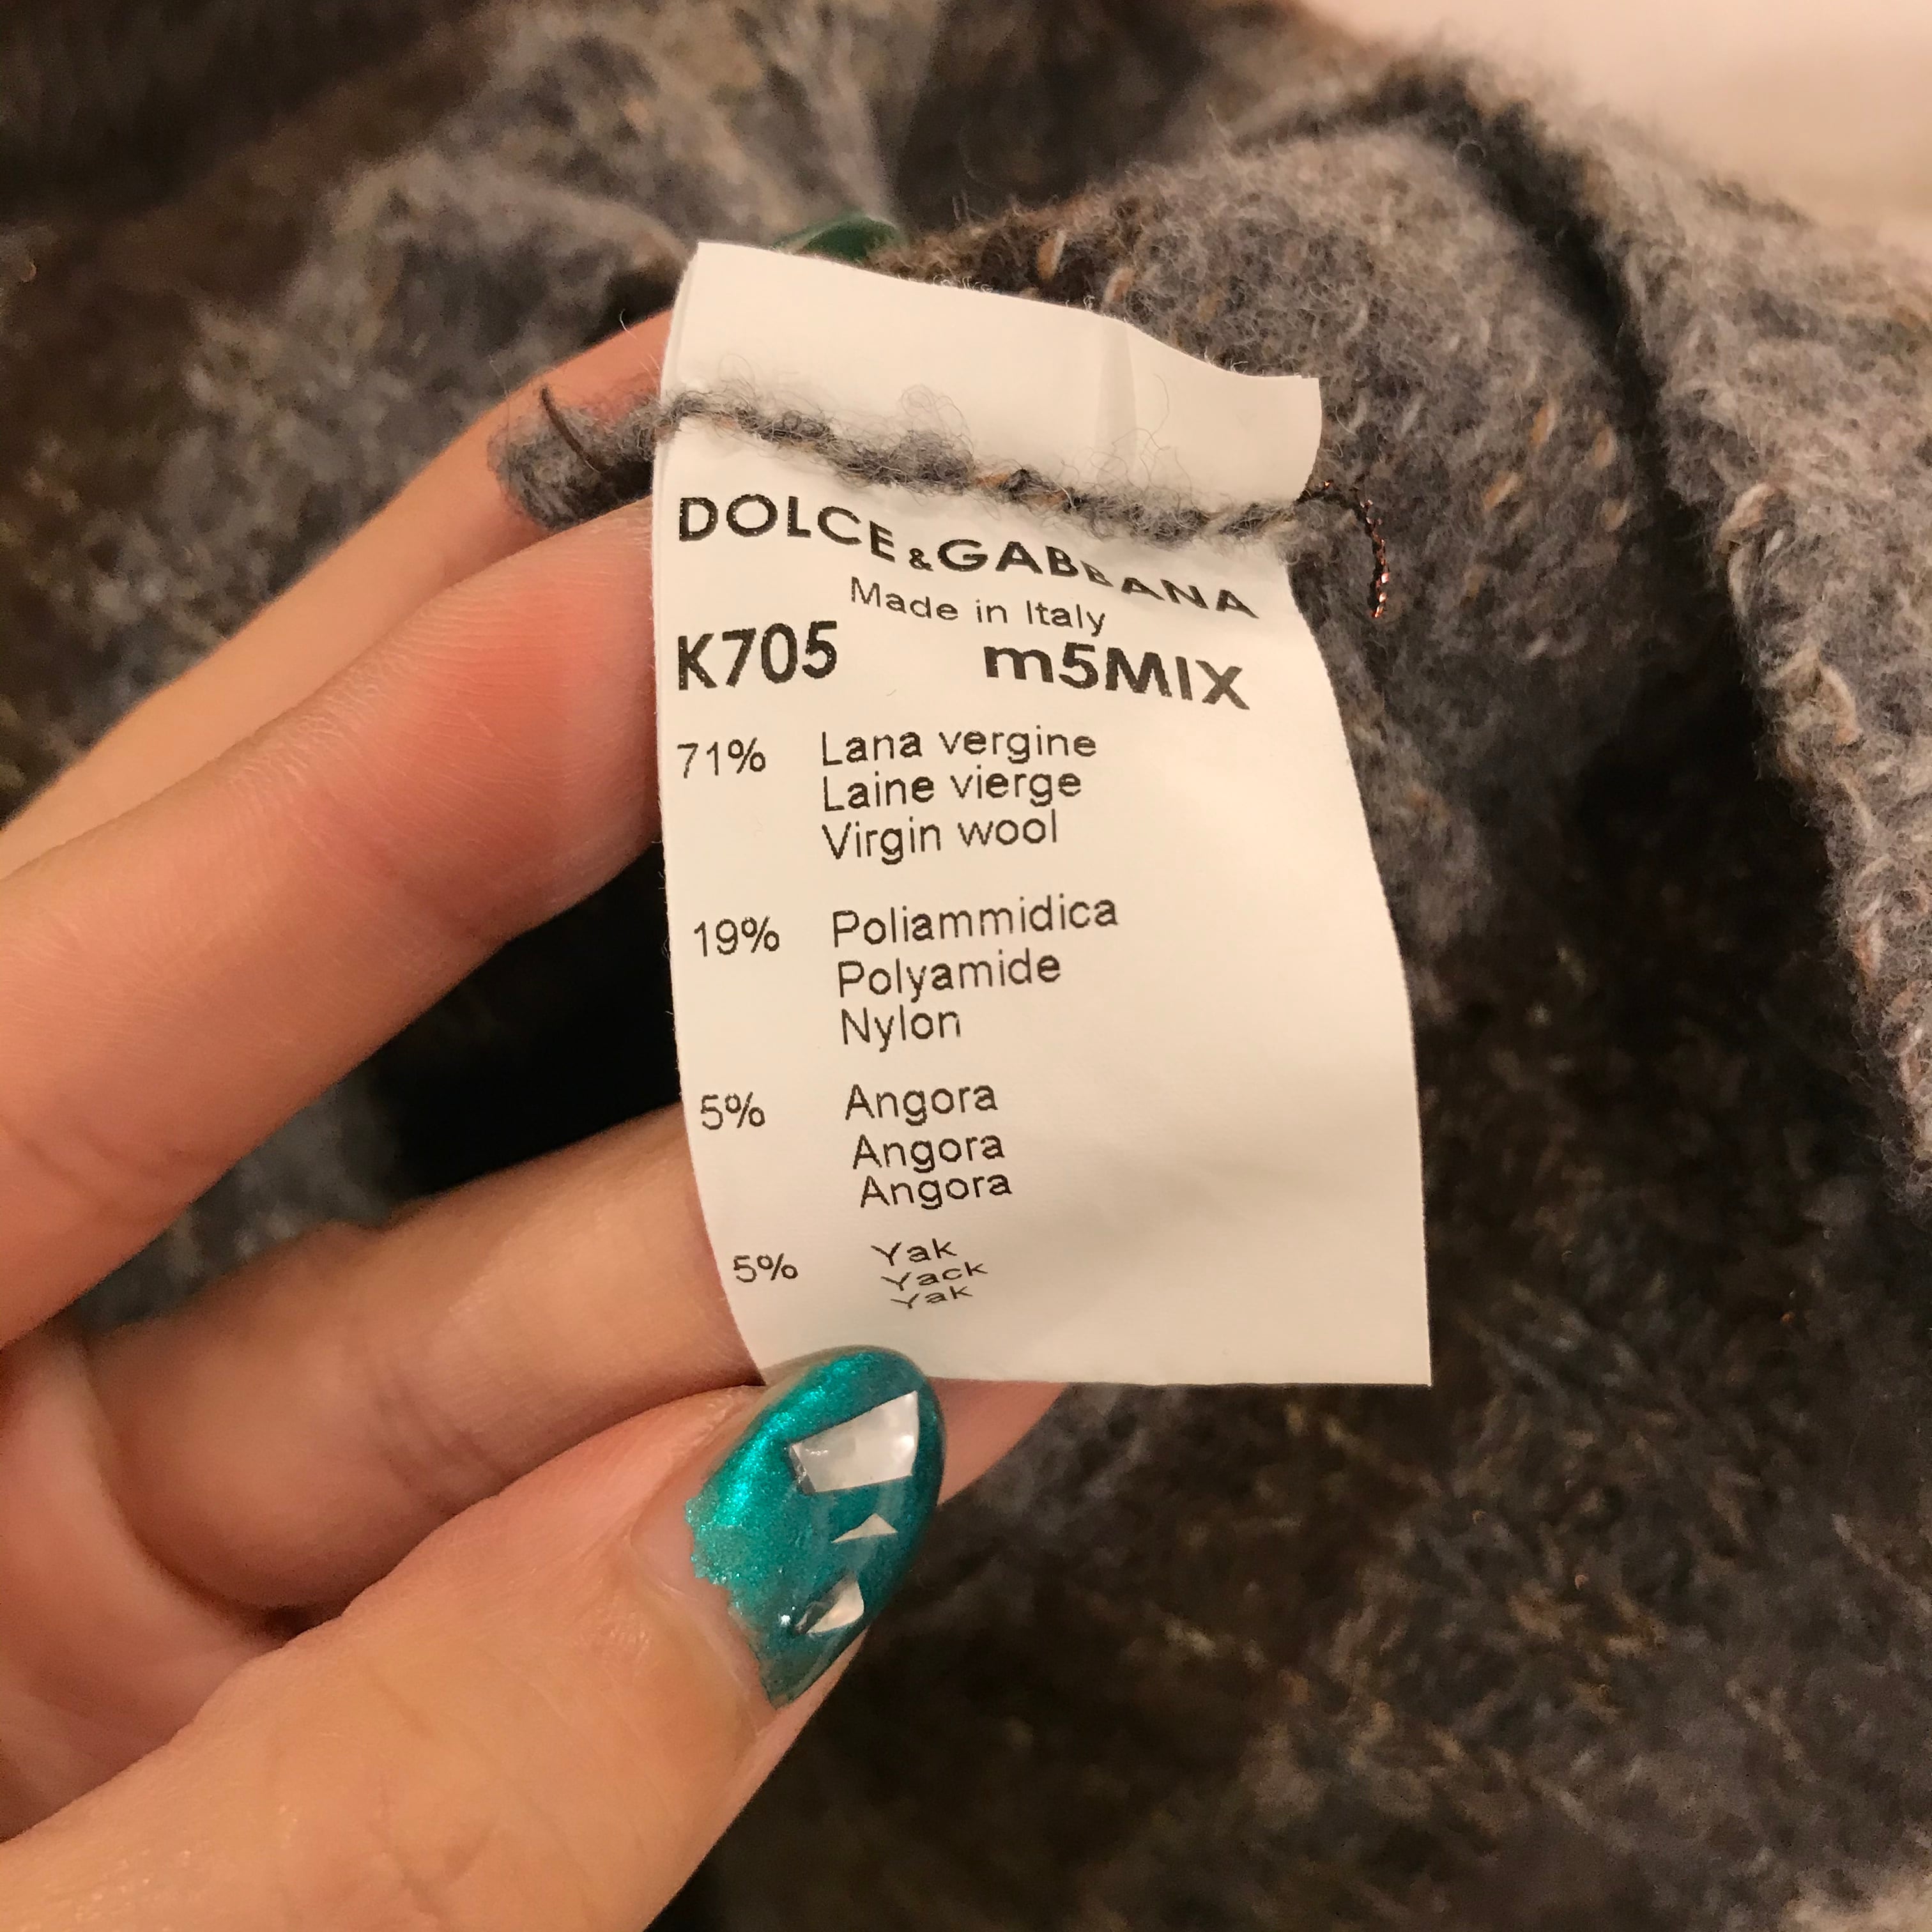 DOLCE&GABBANA
Made in Italy
K705 m5MIX
71% Lana vergine
Laine vierge
Virgin wool
19% Poliammidica
Polyamide
Nylon
5% Angora
Angora
Angora
5% Yak
Yack
Yak